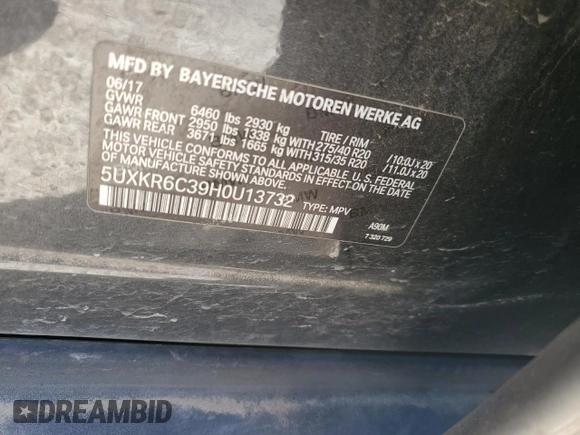 MFD BY BAYERISCHE MOTOREN WERKE AG
06/17
GVWR 6460 lbs 2930 kg TIRE / RIM
GAWR FRONT 2950 lbs 1338 kg WITH 275/40 R20 / 10.0J x 20
GAWR REAR 3671 lbs 1665 kg WITH 315/35 R20 / 11.0J x 20
THIS VEHICLE CONFORMS TO ALL APPLICABLE U.S. FEDERAL
MOTOR VEHICLE SAFETY STANDARDS IN EFFECT ON THE DATE OF
MANUFACTURE SHOWN ABOVE.
5UXKR6C39H0U13732 TYPE: MPV A90M
7 320 729
DREAMBID